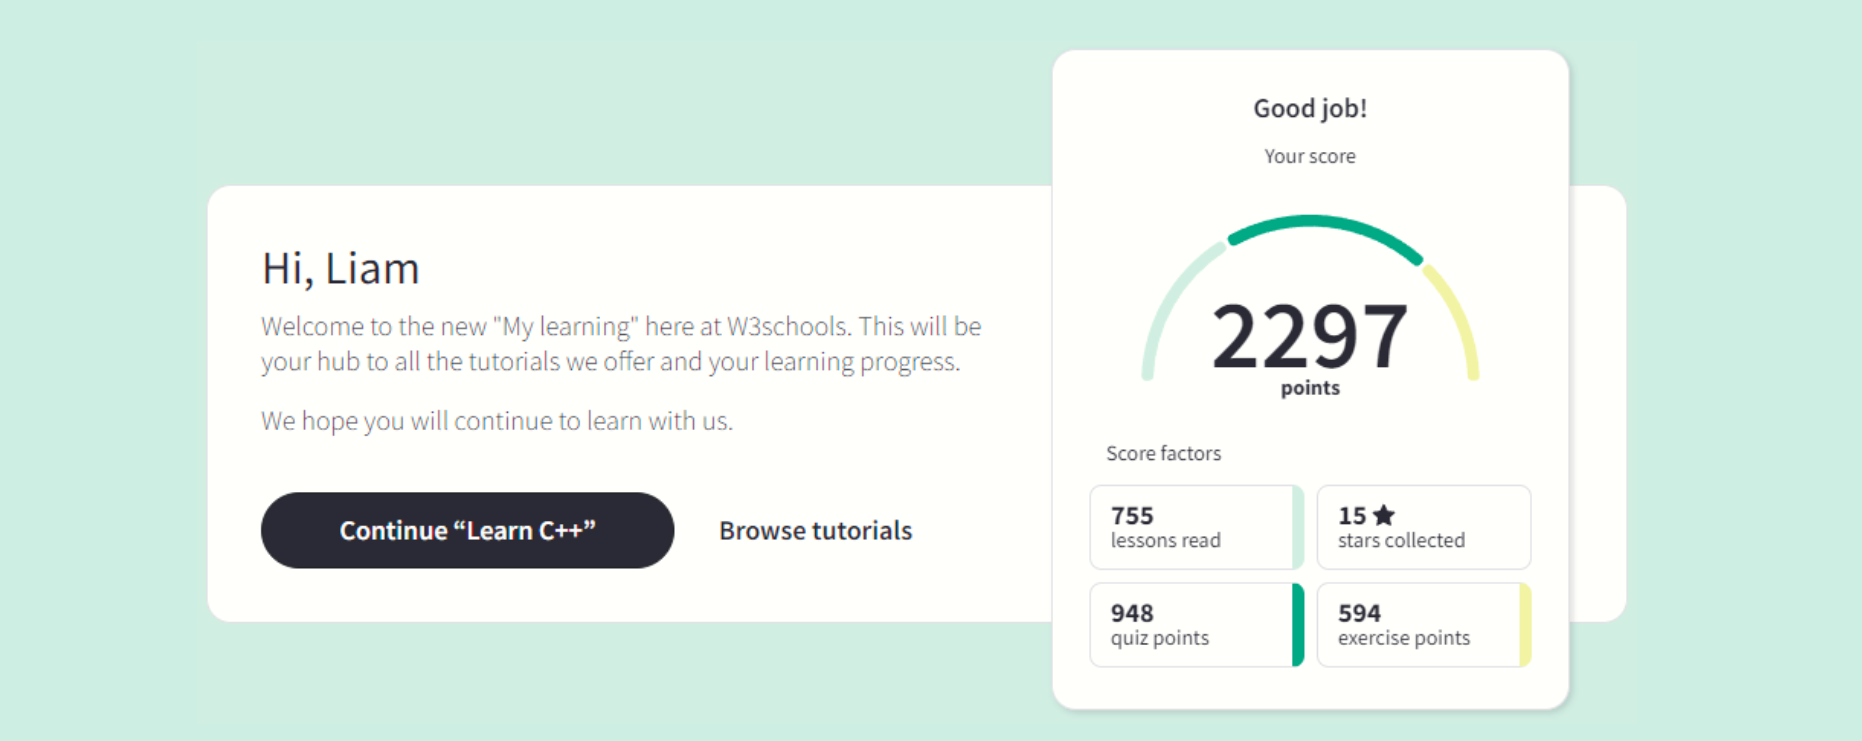 Hi, Liam
Welcome to the new "My learning" here at W3schools. This will be
your hub to all the tutorials we offer and your learning progress.
We hope you will continue to learn with us.
Continue “Learn C++”
Browse tutorials
Good job!
Your score
2297
points
Score factors
755
lessons read
15 ★
stars collected
948
quiz points
594
exercise points